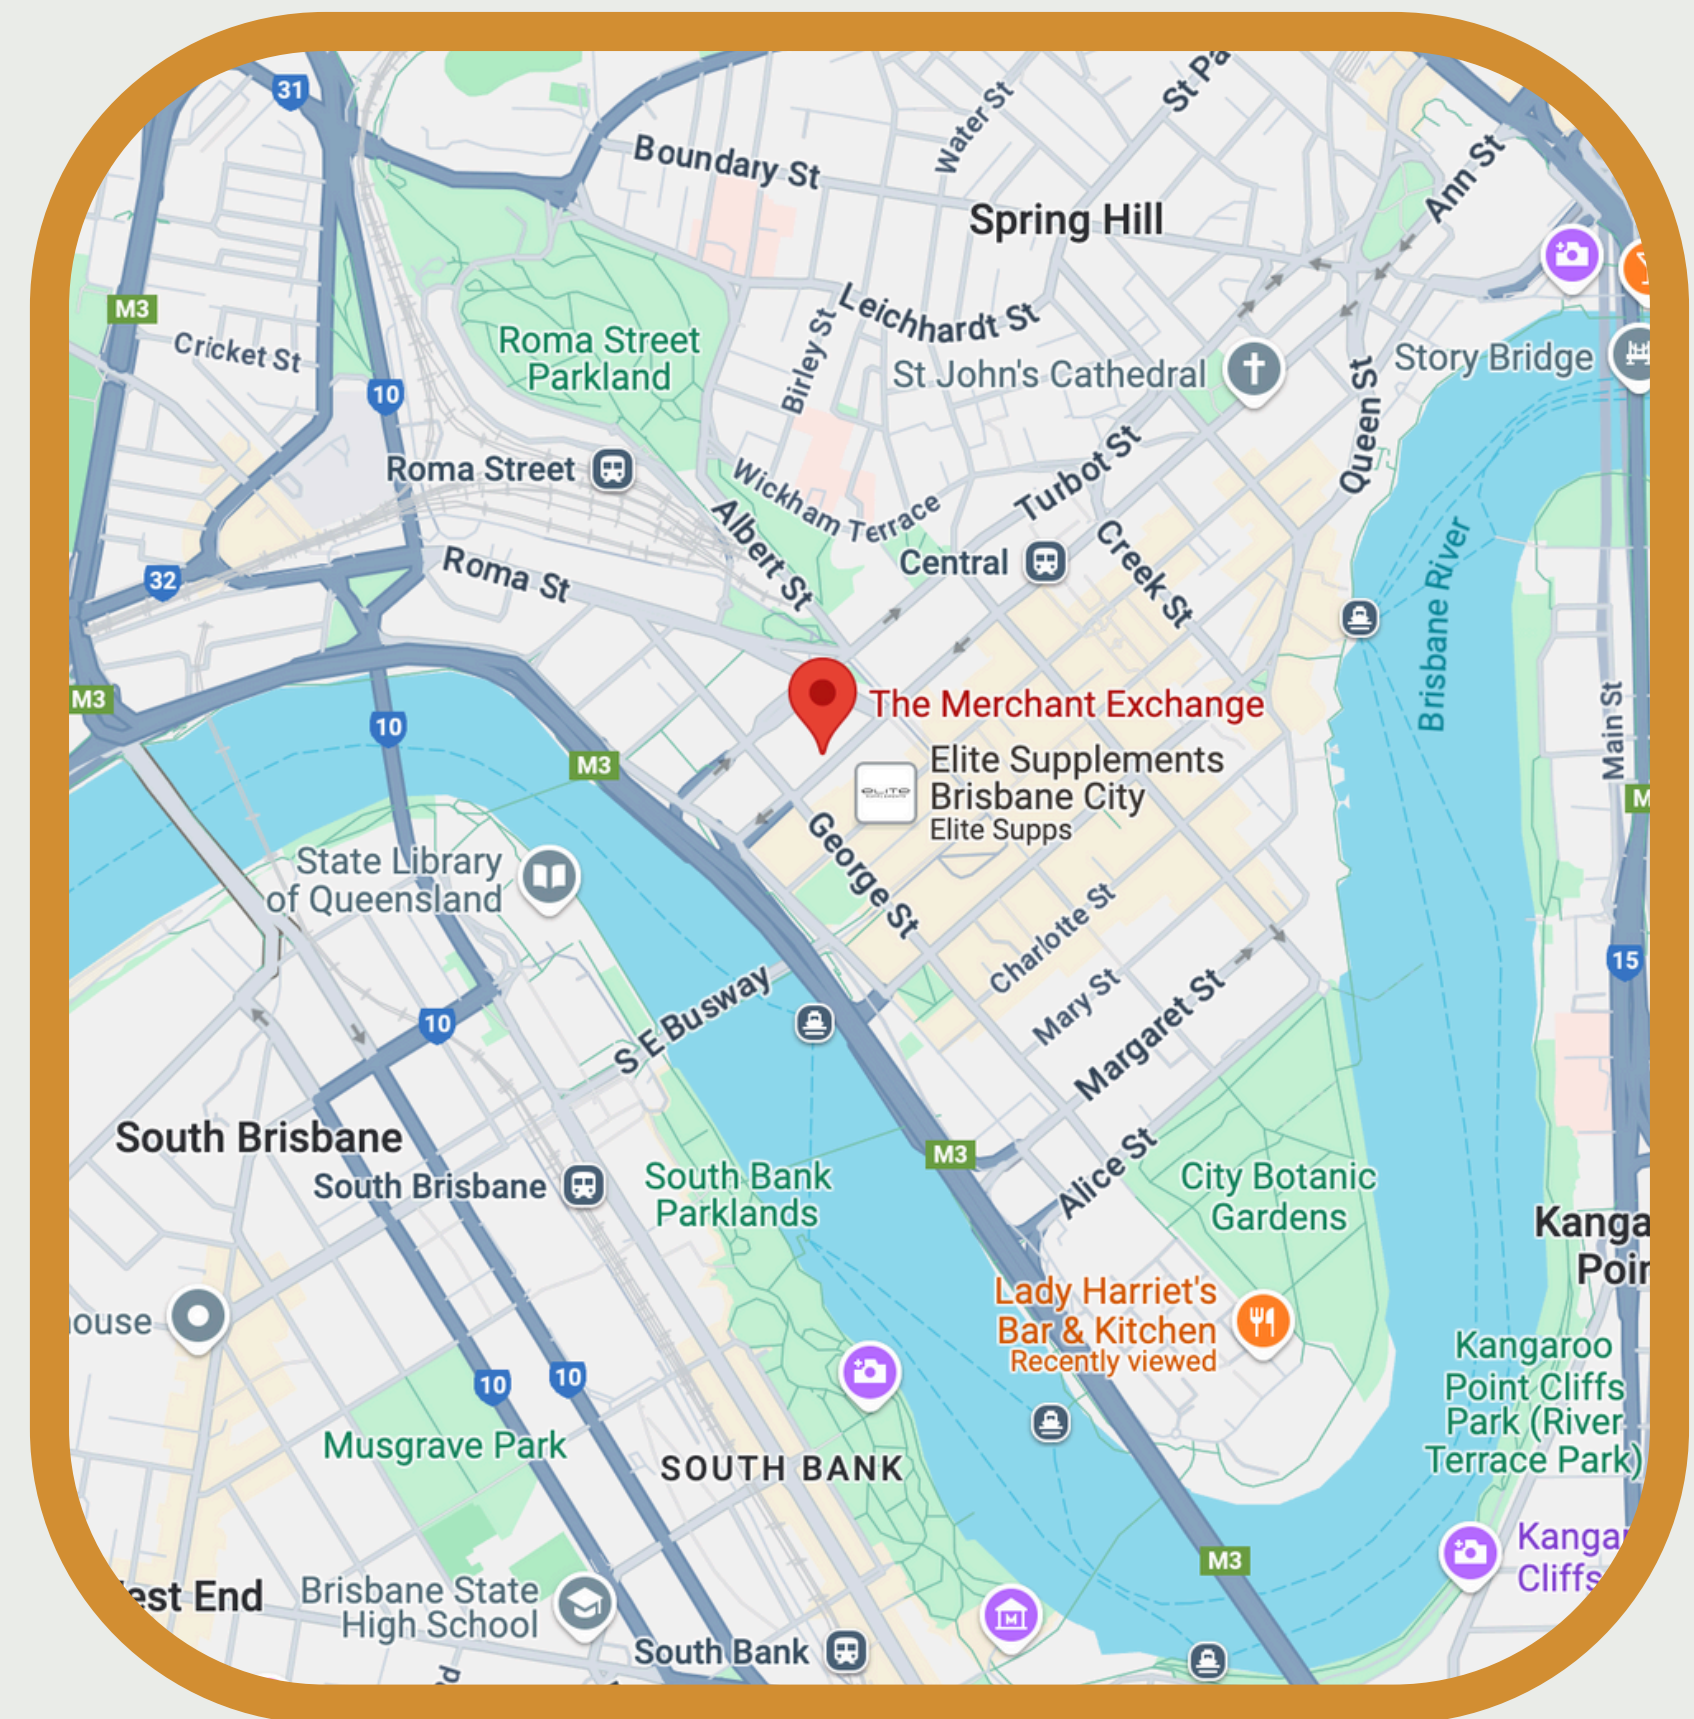 31
Boundary St
Water St
St Pa
Ann St
Spring Hill
M3
Cricket St
Leichhardt St
Birley St
Roma Street
Parkland
St John's Cathedral
Queen St
Story Bridge
10
Roma Street
Wickham Terrace
Albert St
Turbot St
Central
Creek St
Roma St
32
Brisbane River
M3
10
M3
The Merchant Exchange
Elite Supplements
Brisbane City
Elite Supps
ELITE
Main St
M
George St
State Library
of Queensland
Charlotte St
Mary St
Margaret St
15
S E Busway
10
South Brisbane
South Brisbane
South Bank
Parklands
M3
Alice St
City Botanic
Gardens
Kanga
Poin
ouse
Lady Harriet's
Bar & Kitchen
Recently viewed
Kangaroo
Point Cliffs
Park (River
Terrace Park)
10
10
Musgrave Park
SOUTH BANK
M3
Kangar
Cliffs
est End
Brisbane State
High School
South Bank
M